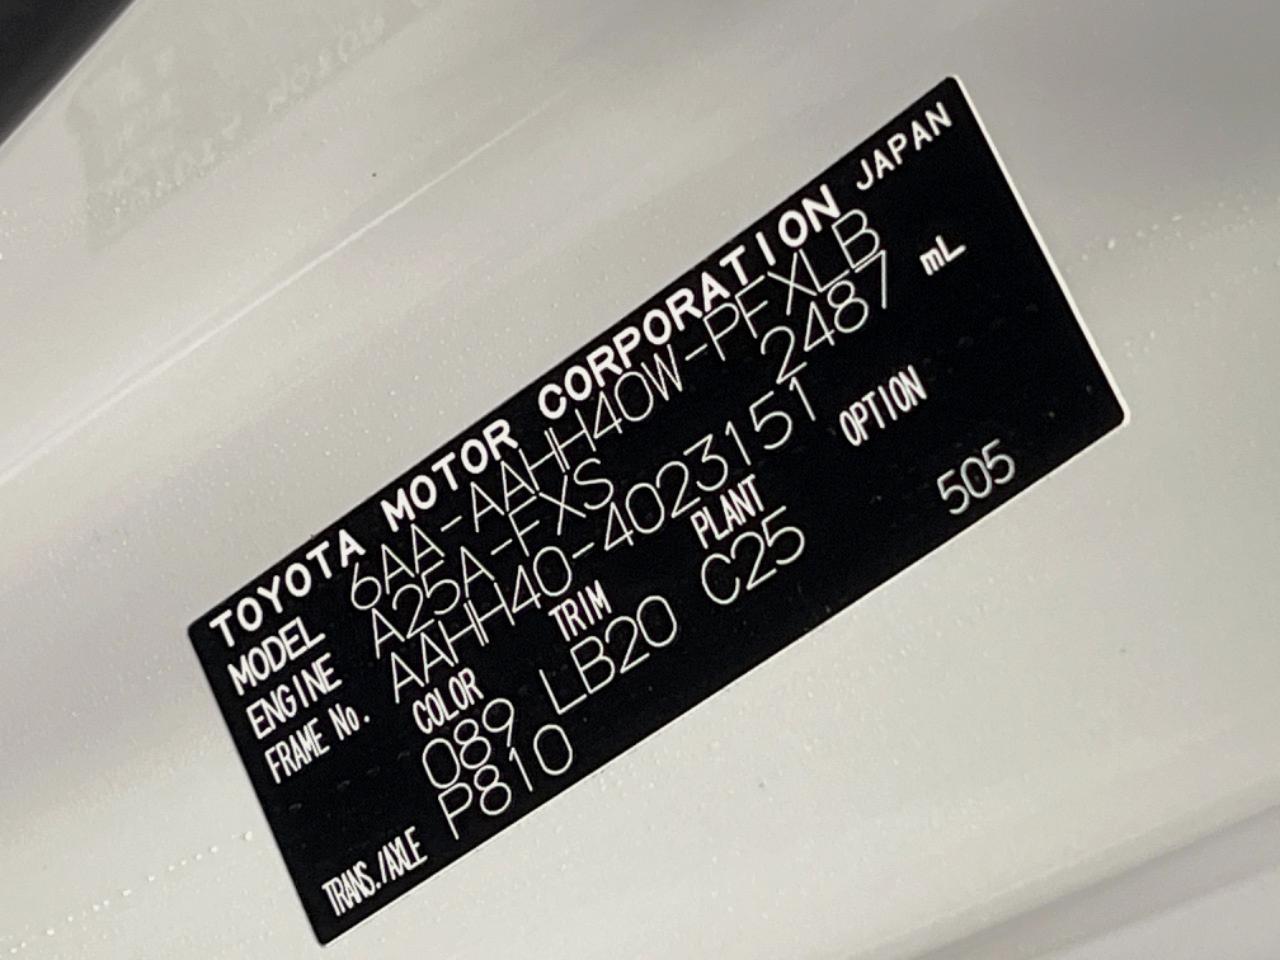 TOYOTA MOTOR CORPORATION JAPAN
MODEL 6AA-AAHH40W-PFXLB
ENGINE A25A-FXS 2487 mL
FRAME No. AAHH40-4023151
COLOR TRIM PLANT OPTION
089 LB20 C25 505
TRANS./AXLE P810